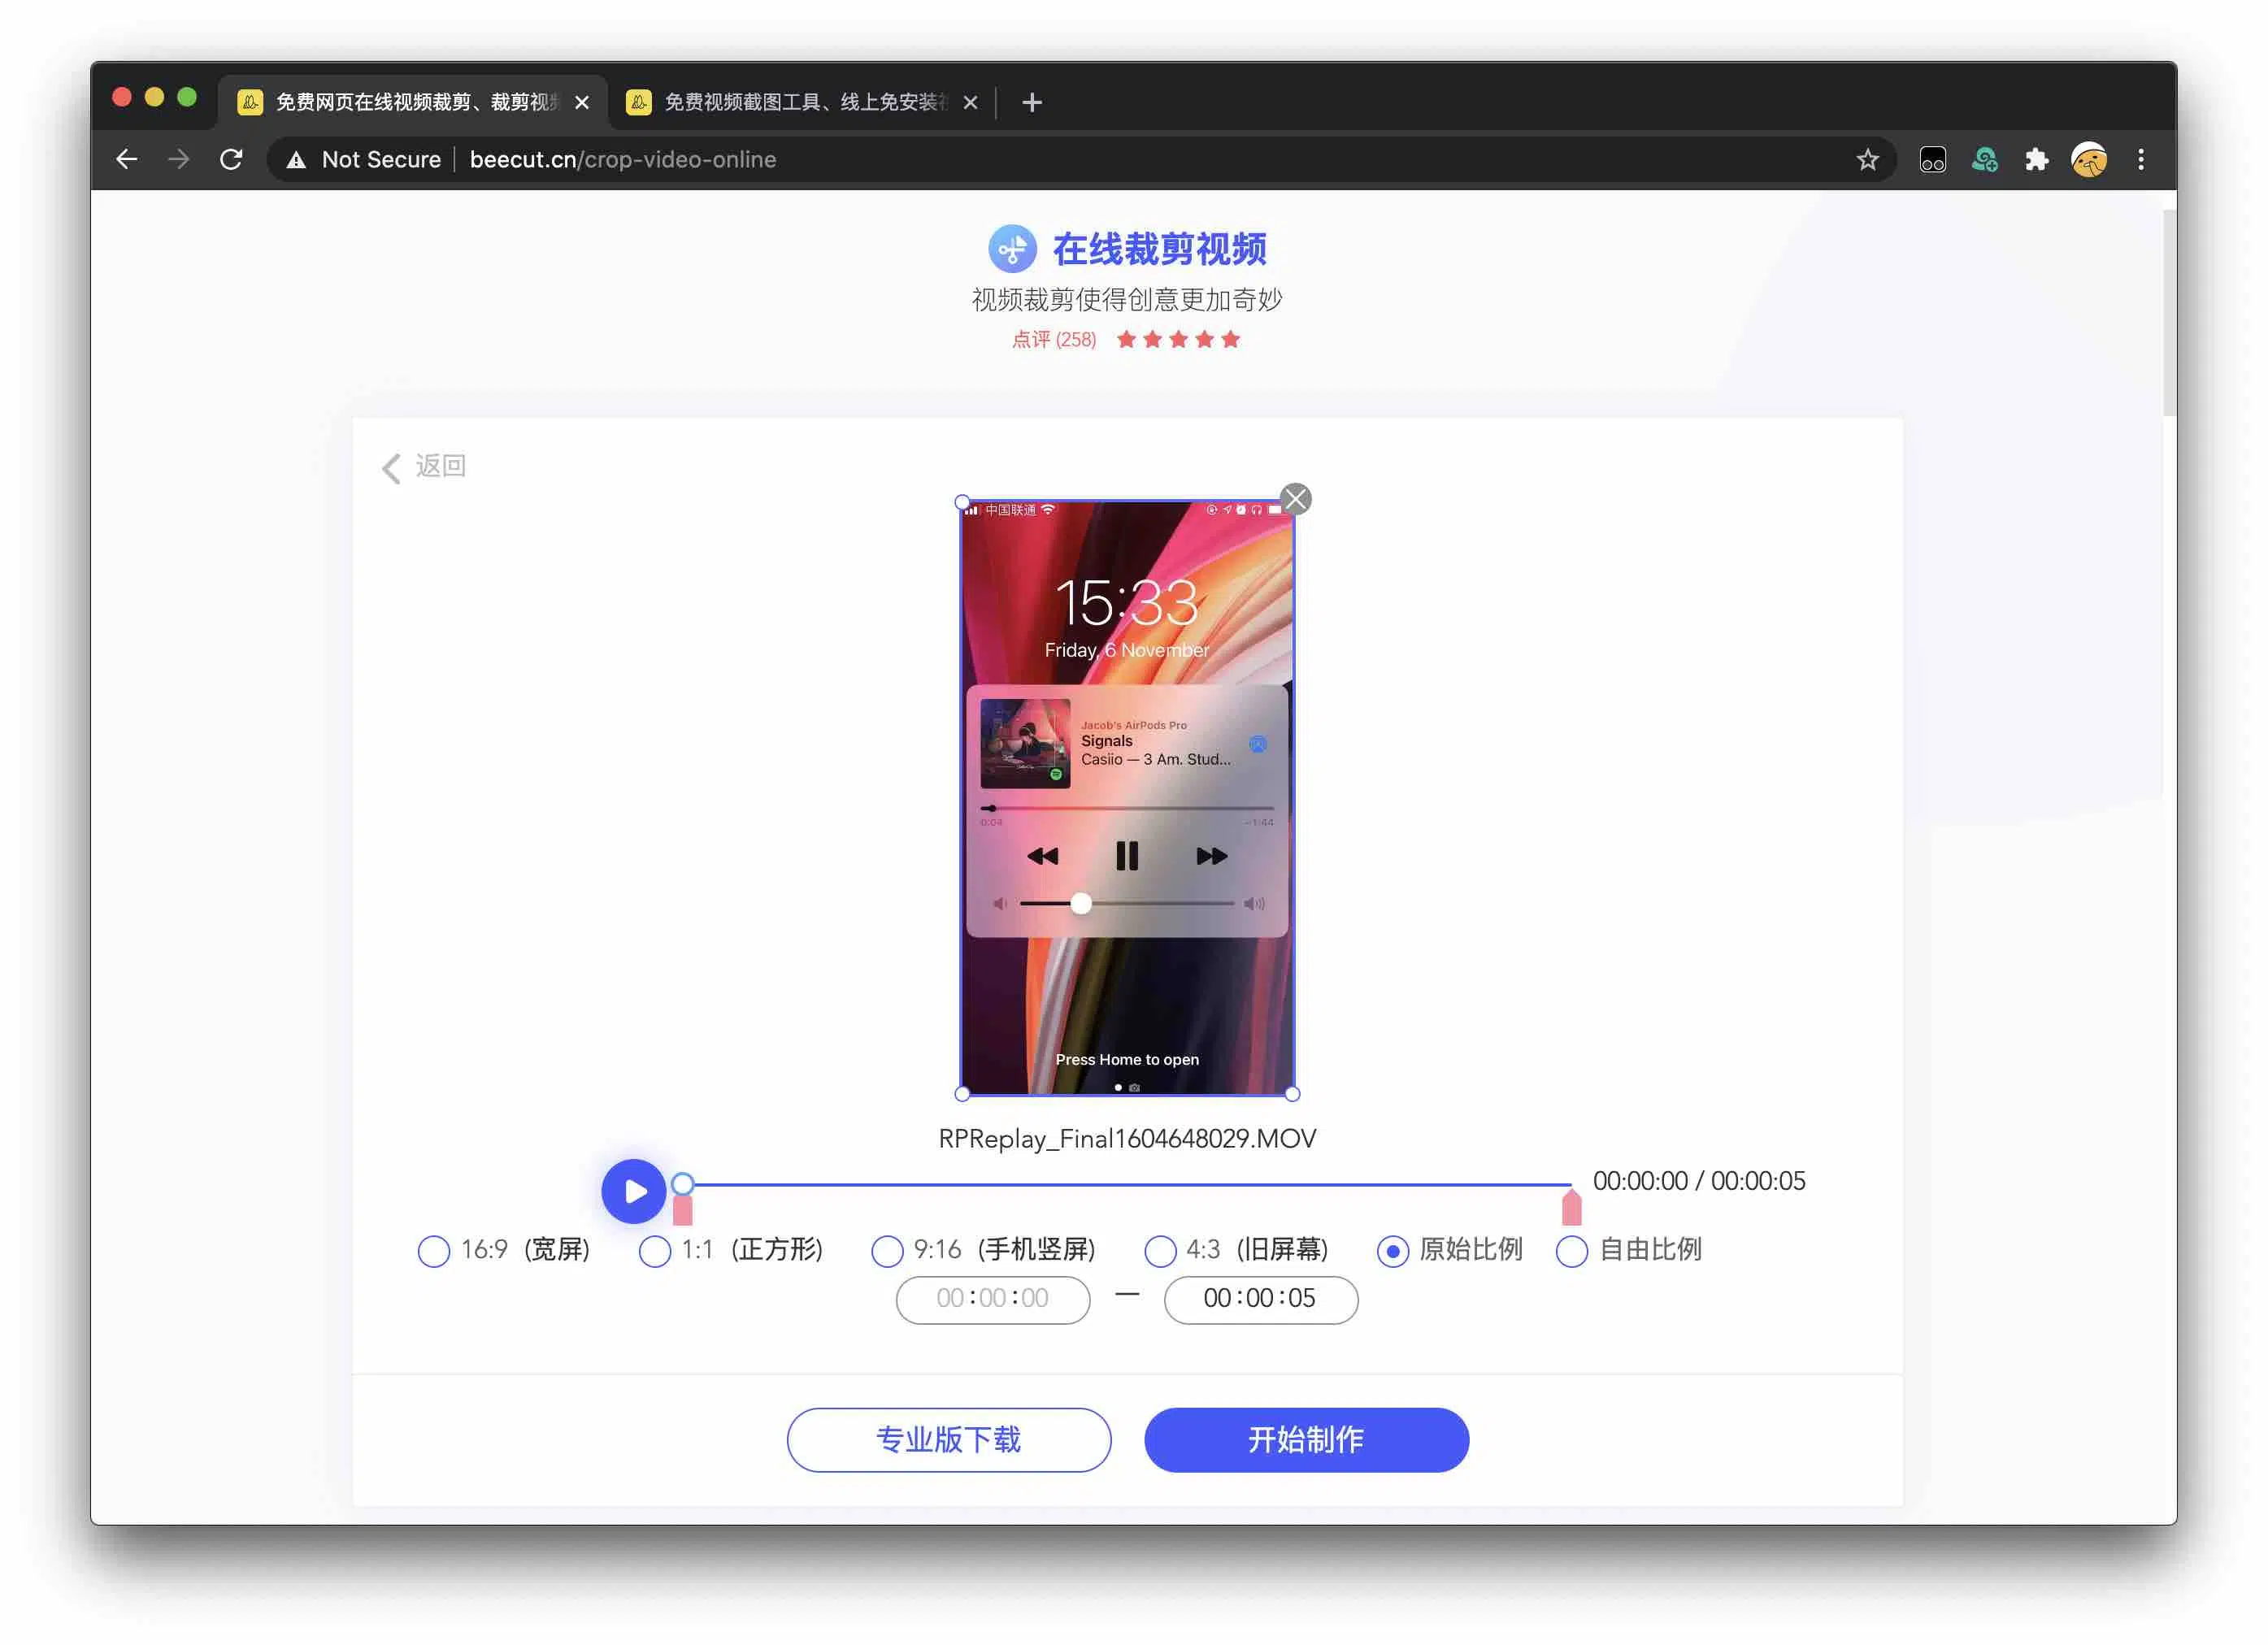 免费网页在线视频裁剪、裁剪视频
免费视频截图工具、线上免安装
Not Secure
beecut.cn/crop-video-online
在线裁剪视频
视频裁剪使得创意更加奇妙
点评 (258)
返回
中国联通
15:33
Friday, 6 November
Jacob's AirPods Pro
Signals
Casiio — 3 Am. Stud...
0:04
-1:44
Press Home to open
RPReplay_Final1604648029.MOV
00:00:00 / 00:00:05
16:9 (宽屏)
1:1 (正方形)
9:16 (手机竖屏)
4:3 (旧屏幕)
原始比例
自由比例
00:00:00 — 00:00:05
专业版下载
开始制作